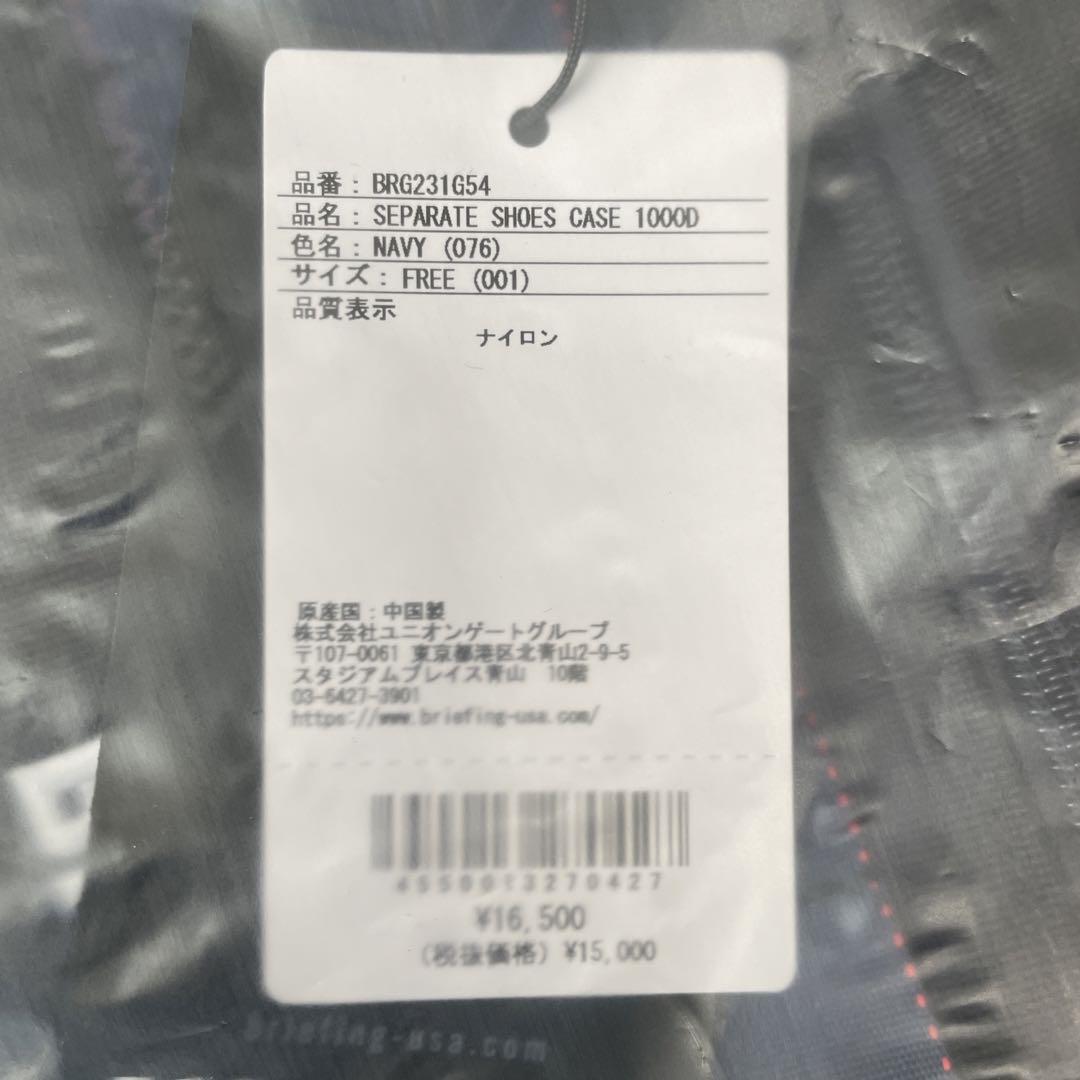 品番：BRG231G54
品名：SEPARATE SHOES CASE 1000D
色名：NAVY (076)
サイズ：FREE (001)
品質表示
ナイロン
原産国：中国製
株式会社ユニオンゲートグループ
〒107-0061 東京都港区北青山2-9-5
スタジアムプレイス青山 10階
03-6427-3901
https://www.briefing-usa.com/
4550013270427
¥16,500
(税抜価格) ¥15,000
Briefing-usa.com